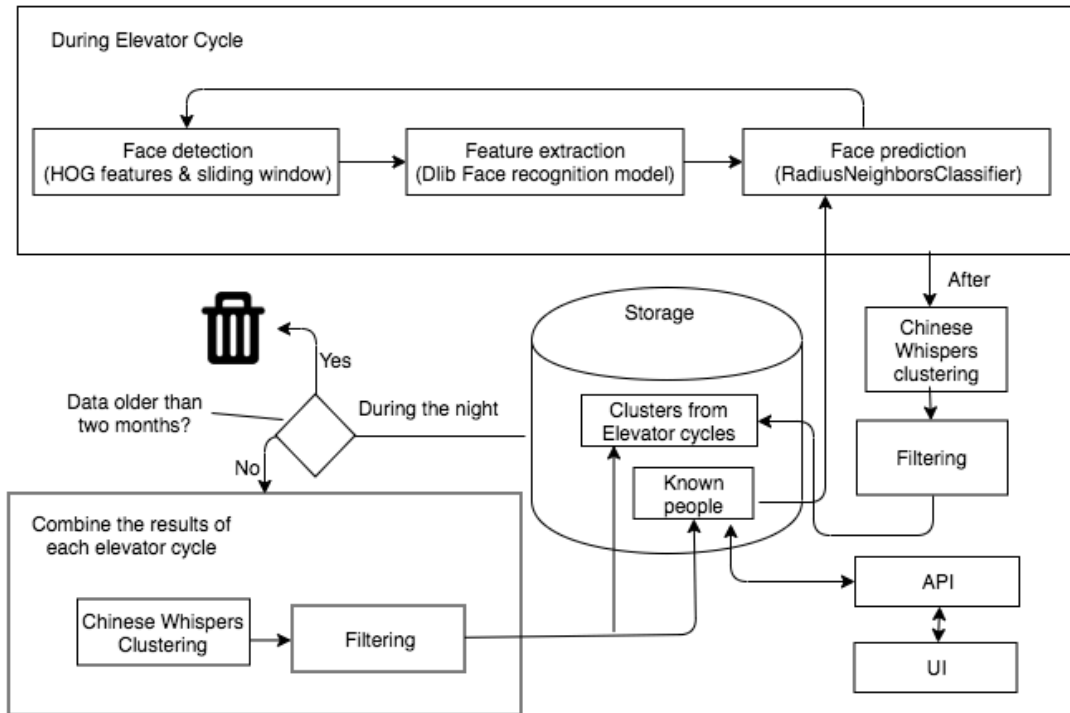 During Elevator Cycle
Face detection
(HOG features & sliding window)
Feature extraction
(Dlib Face recognition model)
Face prediction
(RadiusNeighborsClassifier)
After
Chinese
Whispers
clustering
Filtering
Storage
Clusters from
Elevator cycles
Known
people
During the night
Data older than
two months?
Yes
No
Combine the results of
each elevator cycle
Chinese Whispers
Clustering
Filtering
API
UI